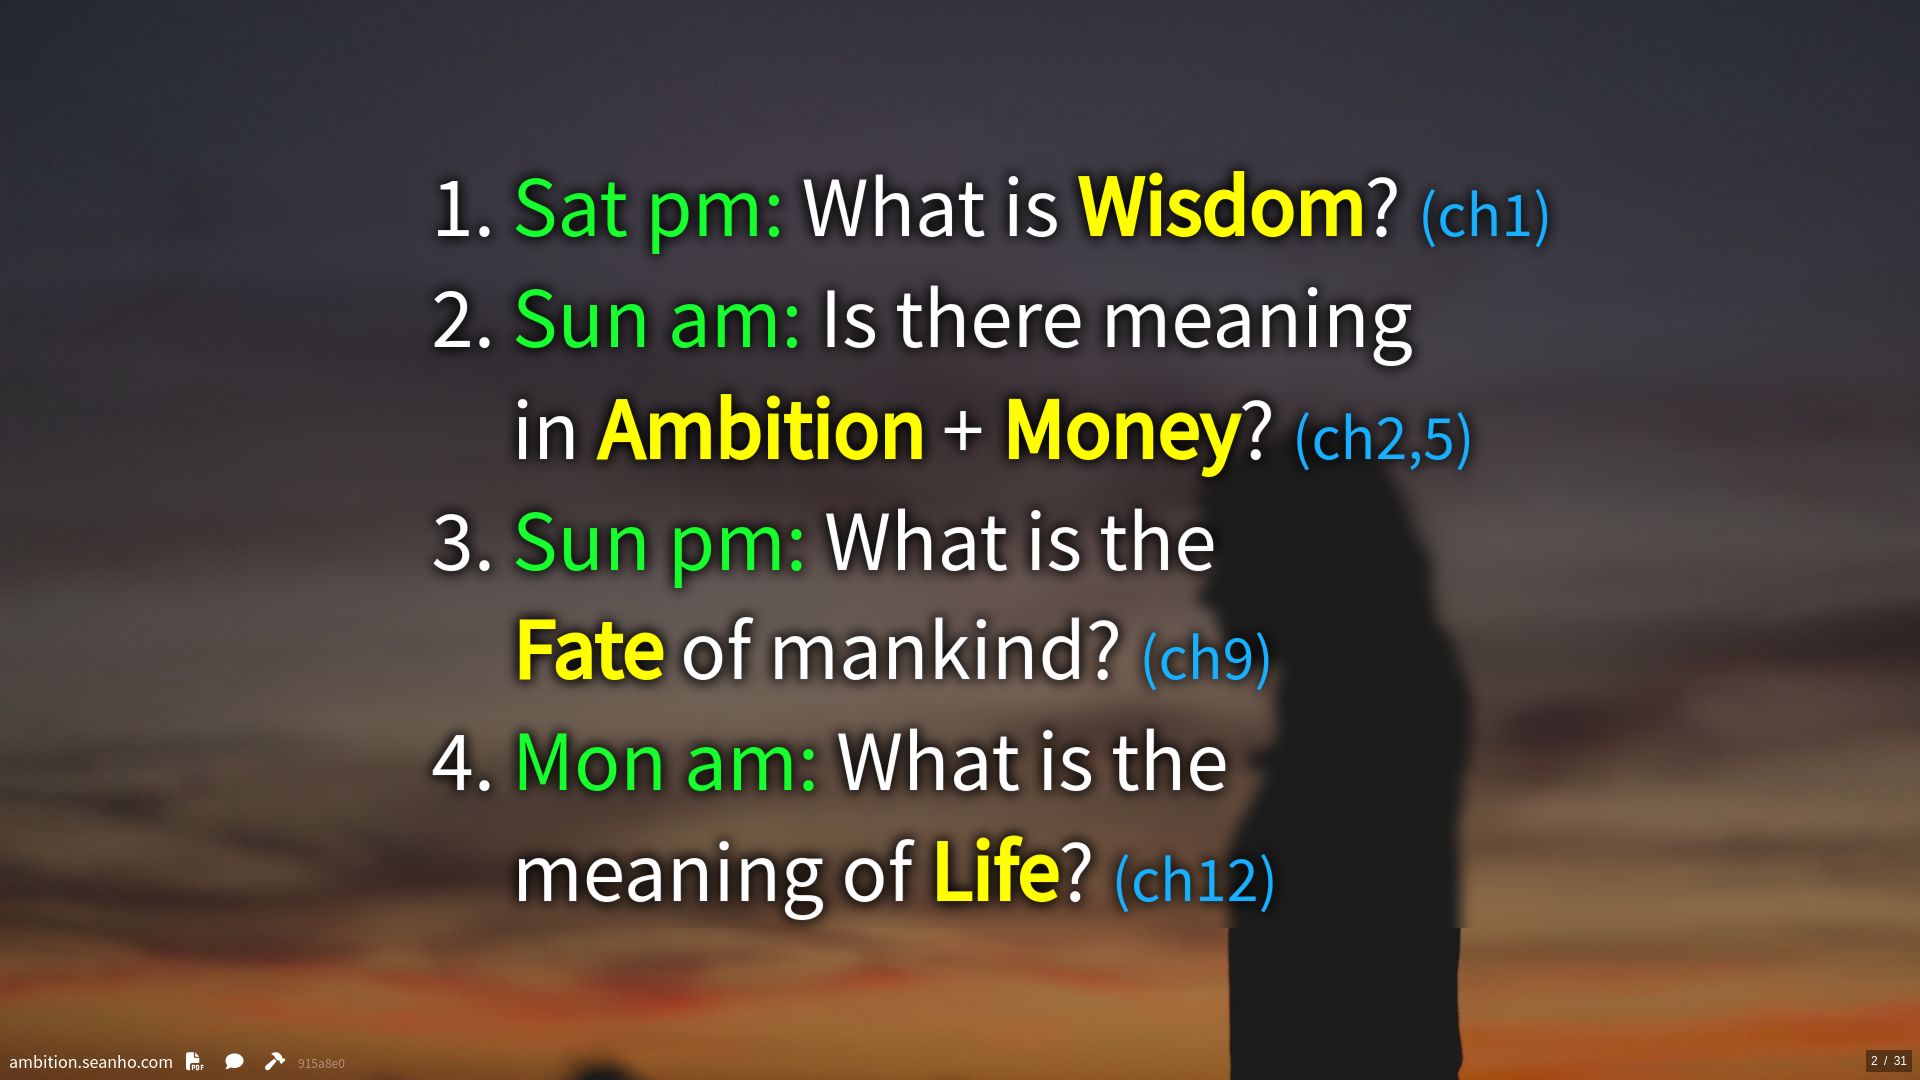 1. Sat pm: What is Wisdom? (ch1)
2. Sun am: Is there meaning
in Ambition + Money? (ch2,5)
3. Sun pm: What is the
Fate of mankind? (ch9)
4. Mon am: What is the
meaning of Life? (ch12)
ambition.seanho.com PDF 915a8e0
2 / 31